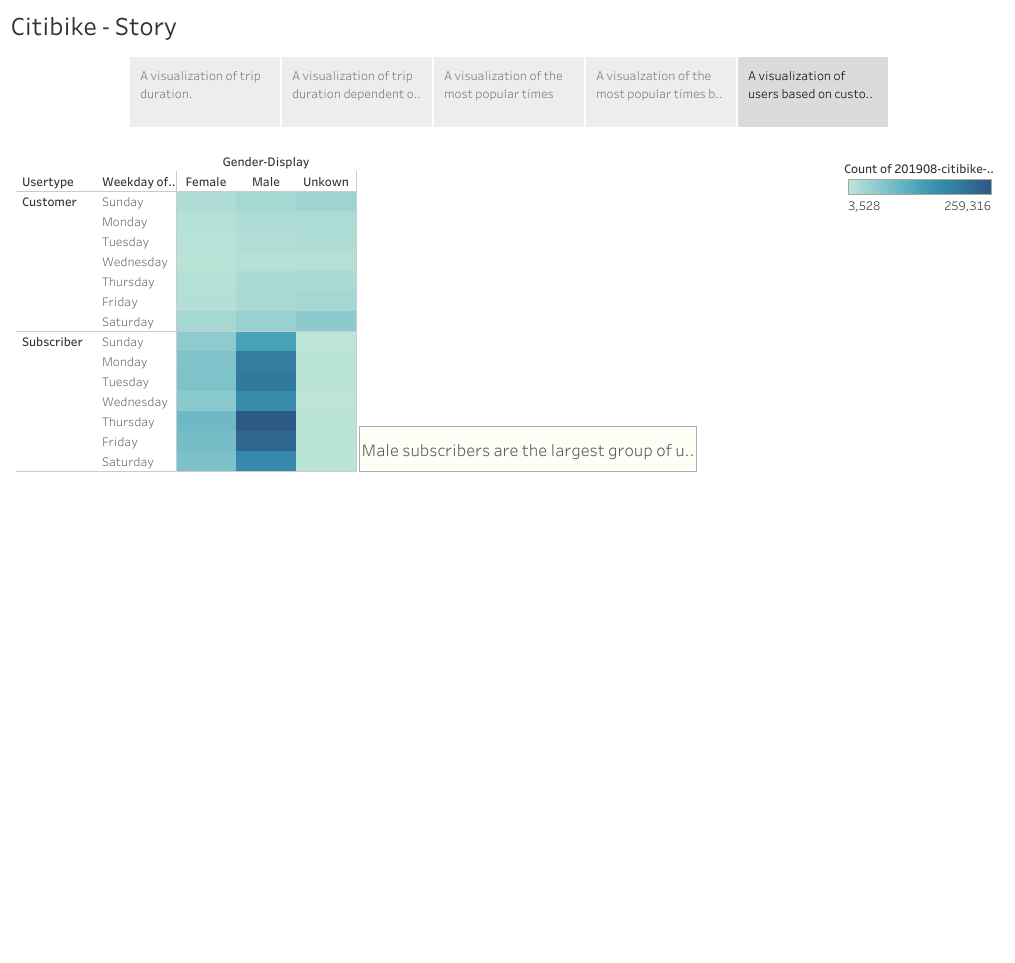 Citibike - Story
A visualization of trip
duration.
A visualization of trip
duration dependent o..
A visualization of the
most popular times
A visualzation of the
most popular times b..
A visualization of
users based on custo..
Gender-Display
Usertype Weekday of.. Female Male Unkown
Customer Sunday
Monday
Tuesday
Wednesday
Thursday
Friday
Saturday
Subscriber Sunday
Monday
Tuesday
Wednesday
Thursday
Friday
Saturday
Male subscribers are the largest group of u..
Count of 201908-citibike-..
3,528 259,316